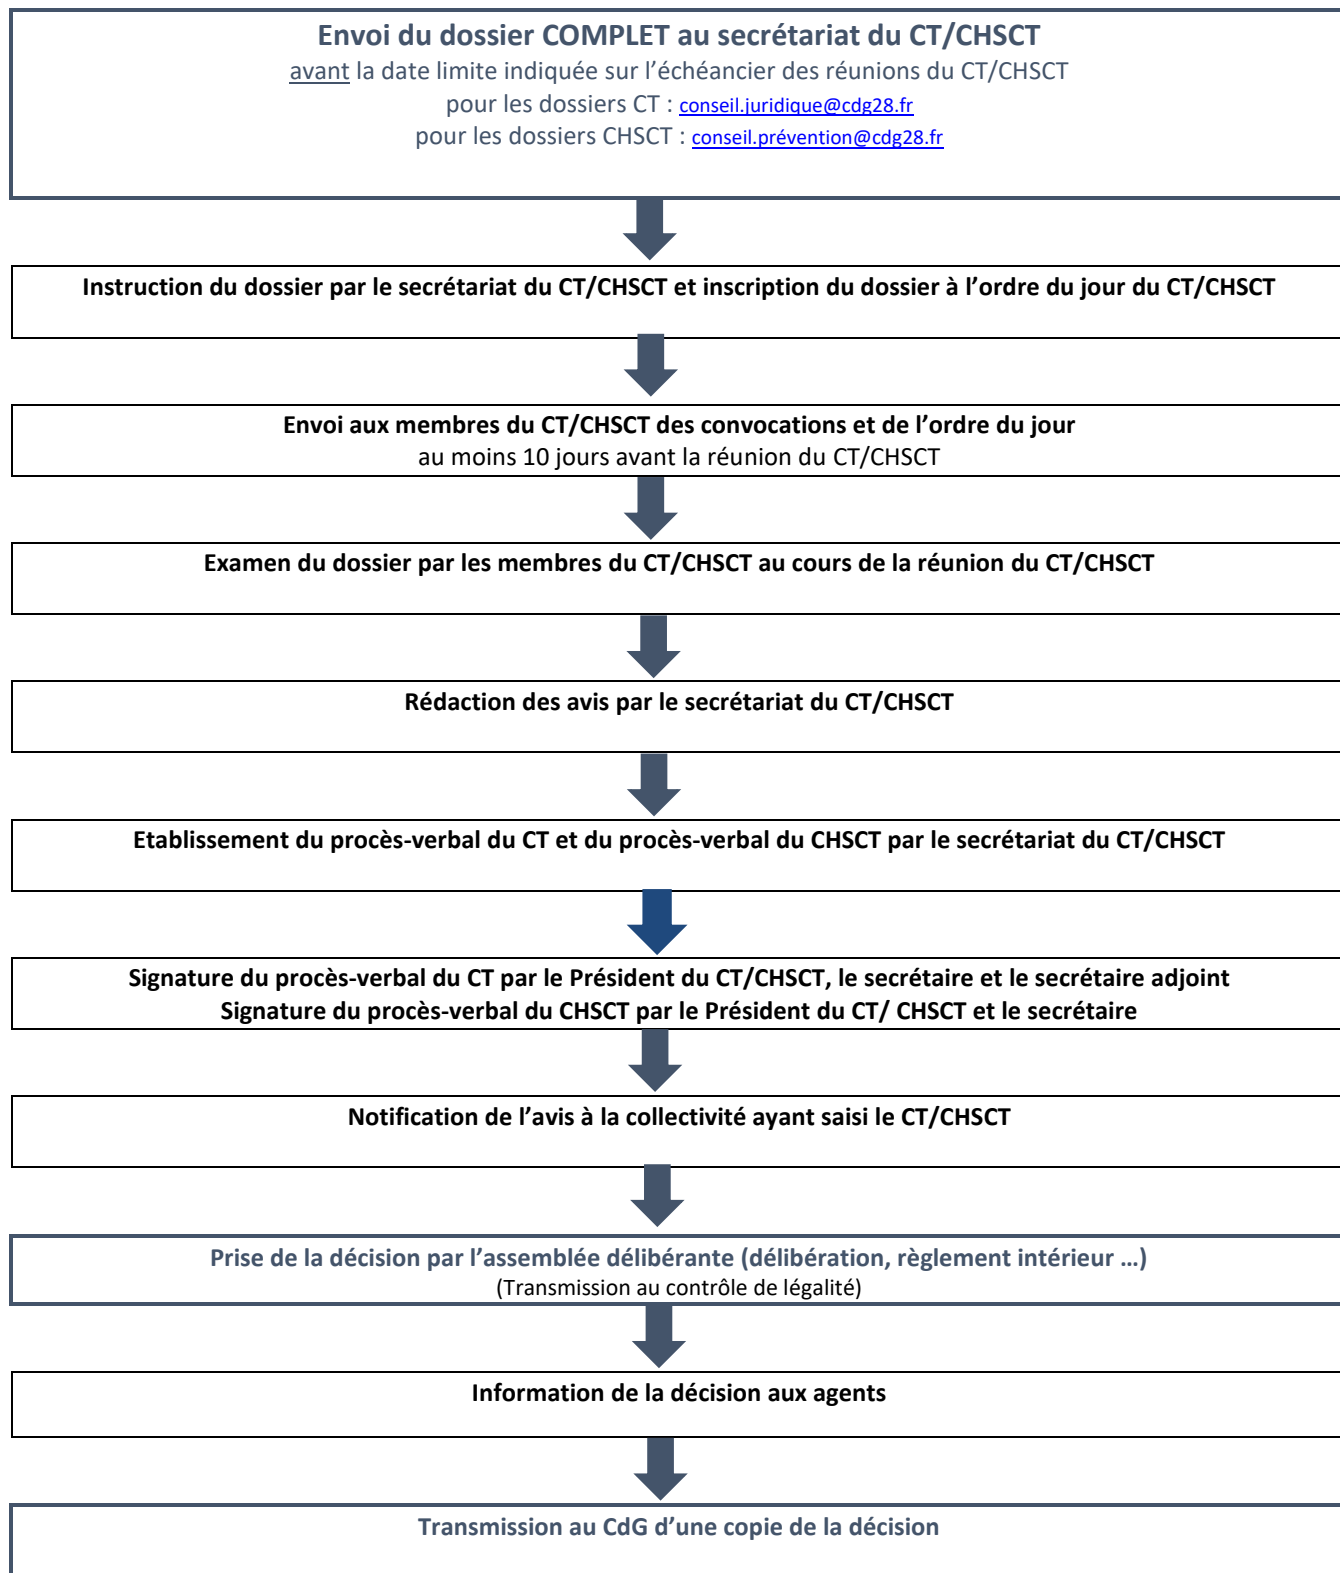 Envoi du dossier COMPLET au secrétariat du CT/CHSCT
avant la date limite indiquée sur l’échéancier des réunions du CT/CHSCT
pour les dossiers CT : conseil.juridique@cdg28.fr
pour les dossiers CHSCT : conseil.prévention@cdg28.fr
Instruction du dossier par le secrétariat du CT/CHSCT et inscription du dossier à l’ordre du jour du CT/CHSCT
Envoi aux membres du CT/CHSCT des convocations et de l’ordre du jour
au moins 10 jours avant la réunion du CT/CHSCT
Examen du dossier par les membres du CT/CHSCT au cours de la réunion du CT/CHSCT
Rédaction des avis par le secrétariat du CT/CHSCT
Etablissement du procès-verbal du CT et du procès-verbal du CHSCT par le secrétariat du CT/CHSCT
Signature du procès-verbal du CT par le Président du CT/CHSCT, le secrétaire et le secrétaire adjoint
Signature du procès-verbal du CHSCT par le Président du CT/ CHSCT et le secrétaire
Notification de l’avis à la collectivité ayant saisi le CT/CHSCT
Prise de la décision par l’assemblée délibérante (délibération, règlement intérieur …)
(Transmission au contrôle de légalité)
Information de la décision aux agents
Transmission au CdG d’une copie de la décision